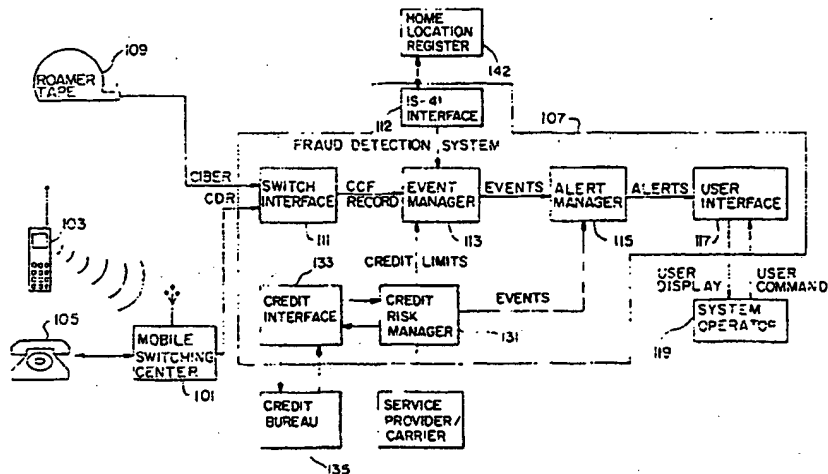 HOME
LOCATION
REGISTER
142
109
ROAMER
TAPE
IS-41
INTERFACE
112
107
FRAUD DETECTION SYSTEM
CIBER
CDR
SWITCH
INTERFACE
111
CCF
RECORD
EVENT
MANAGER
113
EVENTS
ALERT
MANAGER
115
ALERTS
USER
INTERFACE
117
103
133
CREDIT LIMITS
CREDIT
INTERFACE
CREDIT
RISK
MANAGER
131
EVENTS
USER
DISPLAY
USER
COMMAND
SYSTEM
OPERATOR
119
105
MOBILE
SWITCHING
CENTER
101
CREDIT
BUREAU
135
SERVICE
PROVIDER/
CARRIER